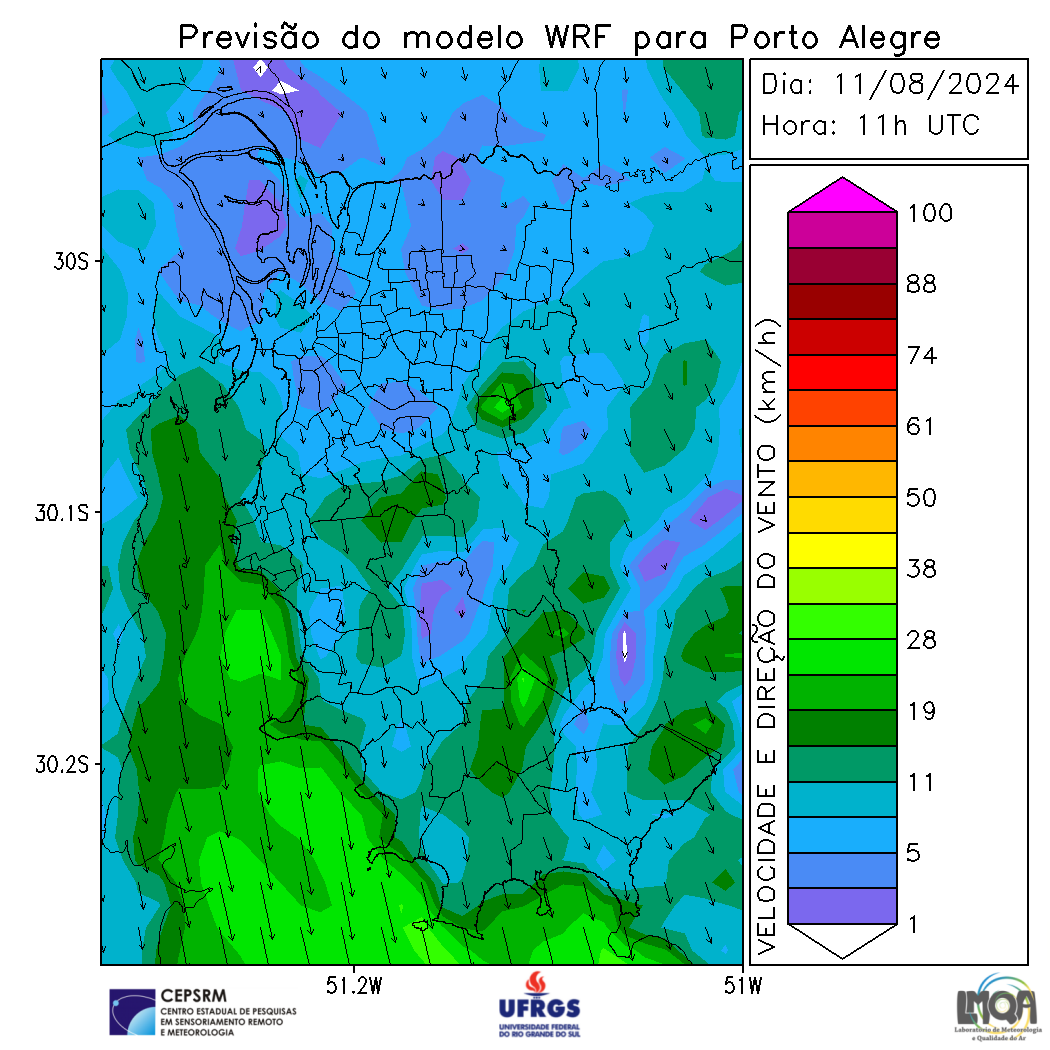 Previsão do modelo WRF para Porto Alegre
Dia: 11/08/2024
Hora: 11h UTC
30S
30.1S
30.2S
51.2W
51W
VELOCIDADE E DIREÇÃO DO VENTO (km/h)
100
88
74
61
50
38
28
19
11
5
1
CEPSRM
CENTRO ESTADUAL DE PESQUISAS
EM SENSORIAMENTO REMOTO
E METEOROLOGIA
UFRGS
UNIVERSIDADE FEDERAL
DO RIO GRANDE DO SUL
LMQA
Laboratório de Meteorologia
e Qualidade do Ar